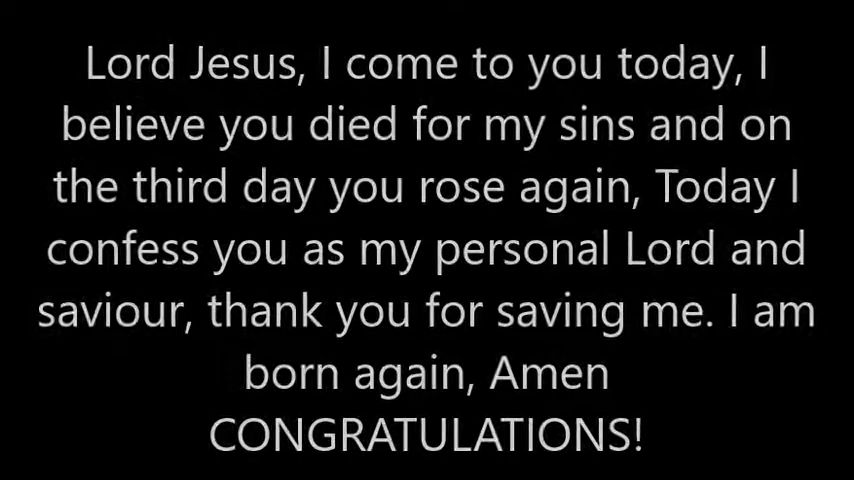 Lord Jesus, I come to you today, I
believe you died for my sins and on
the third day you rose again, Today I
confess you as my personal Lord and
saviour, thank you for saving me. I am
born again, Amen
CONGRATULATIONS!